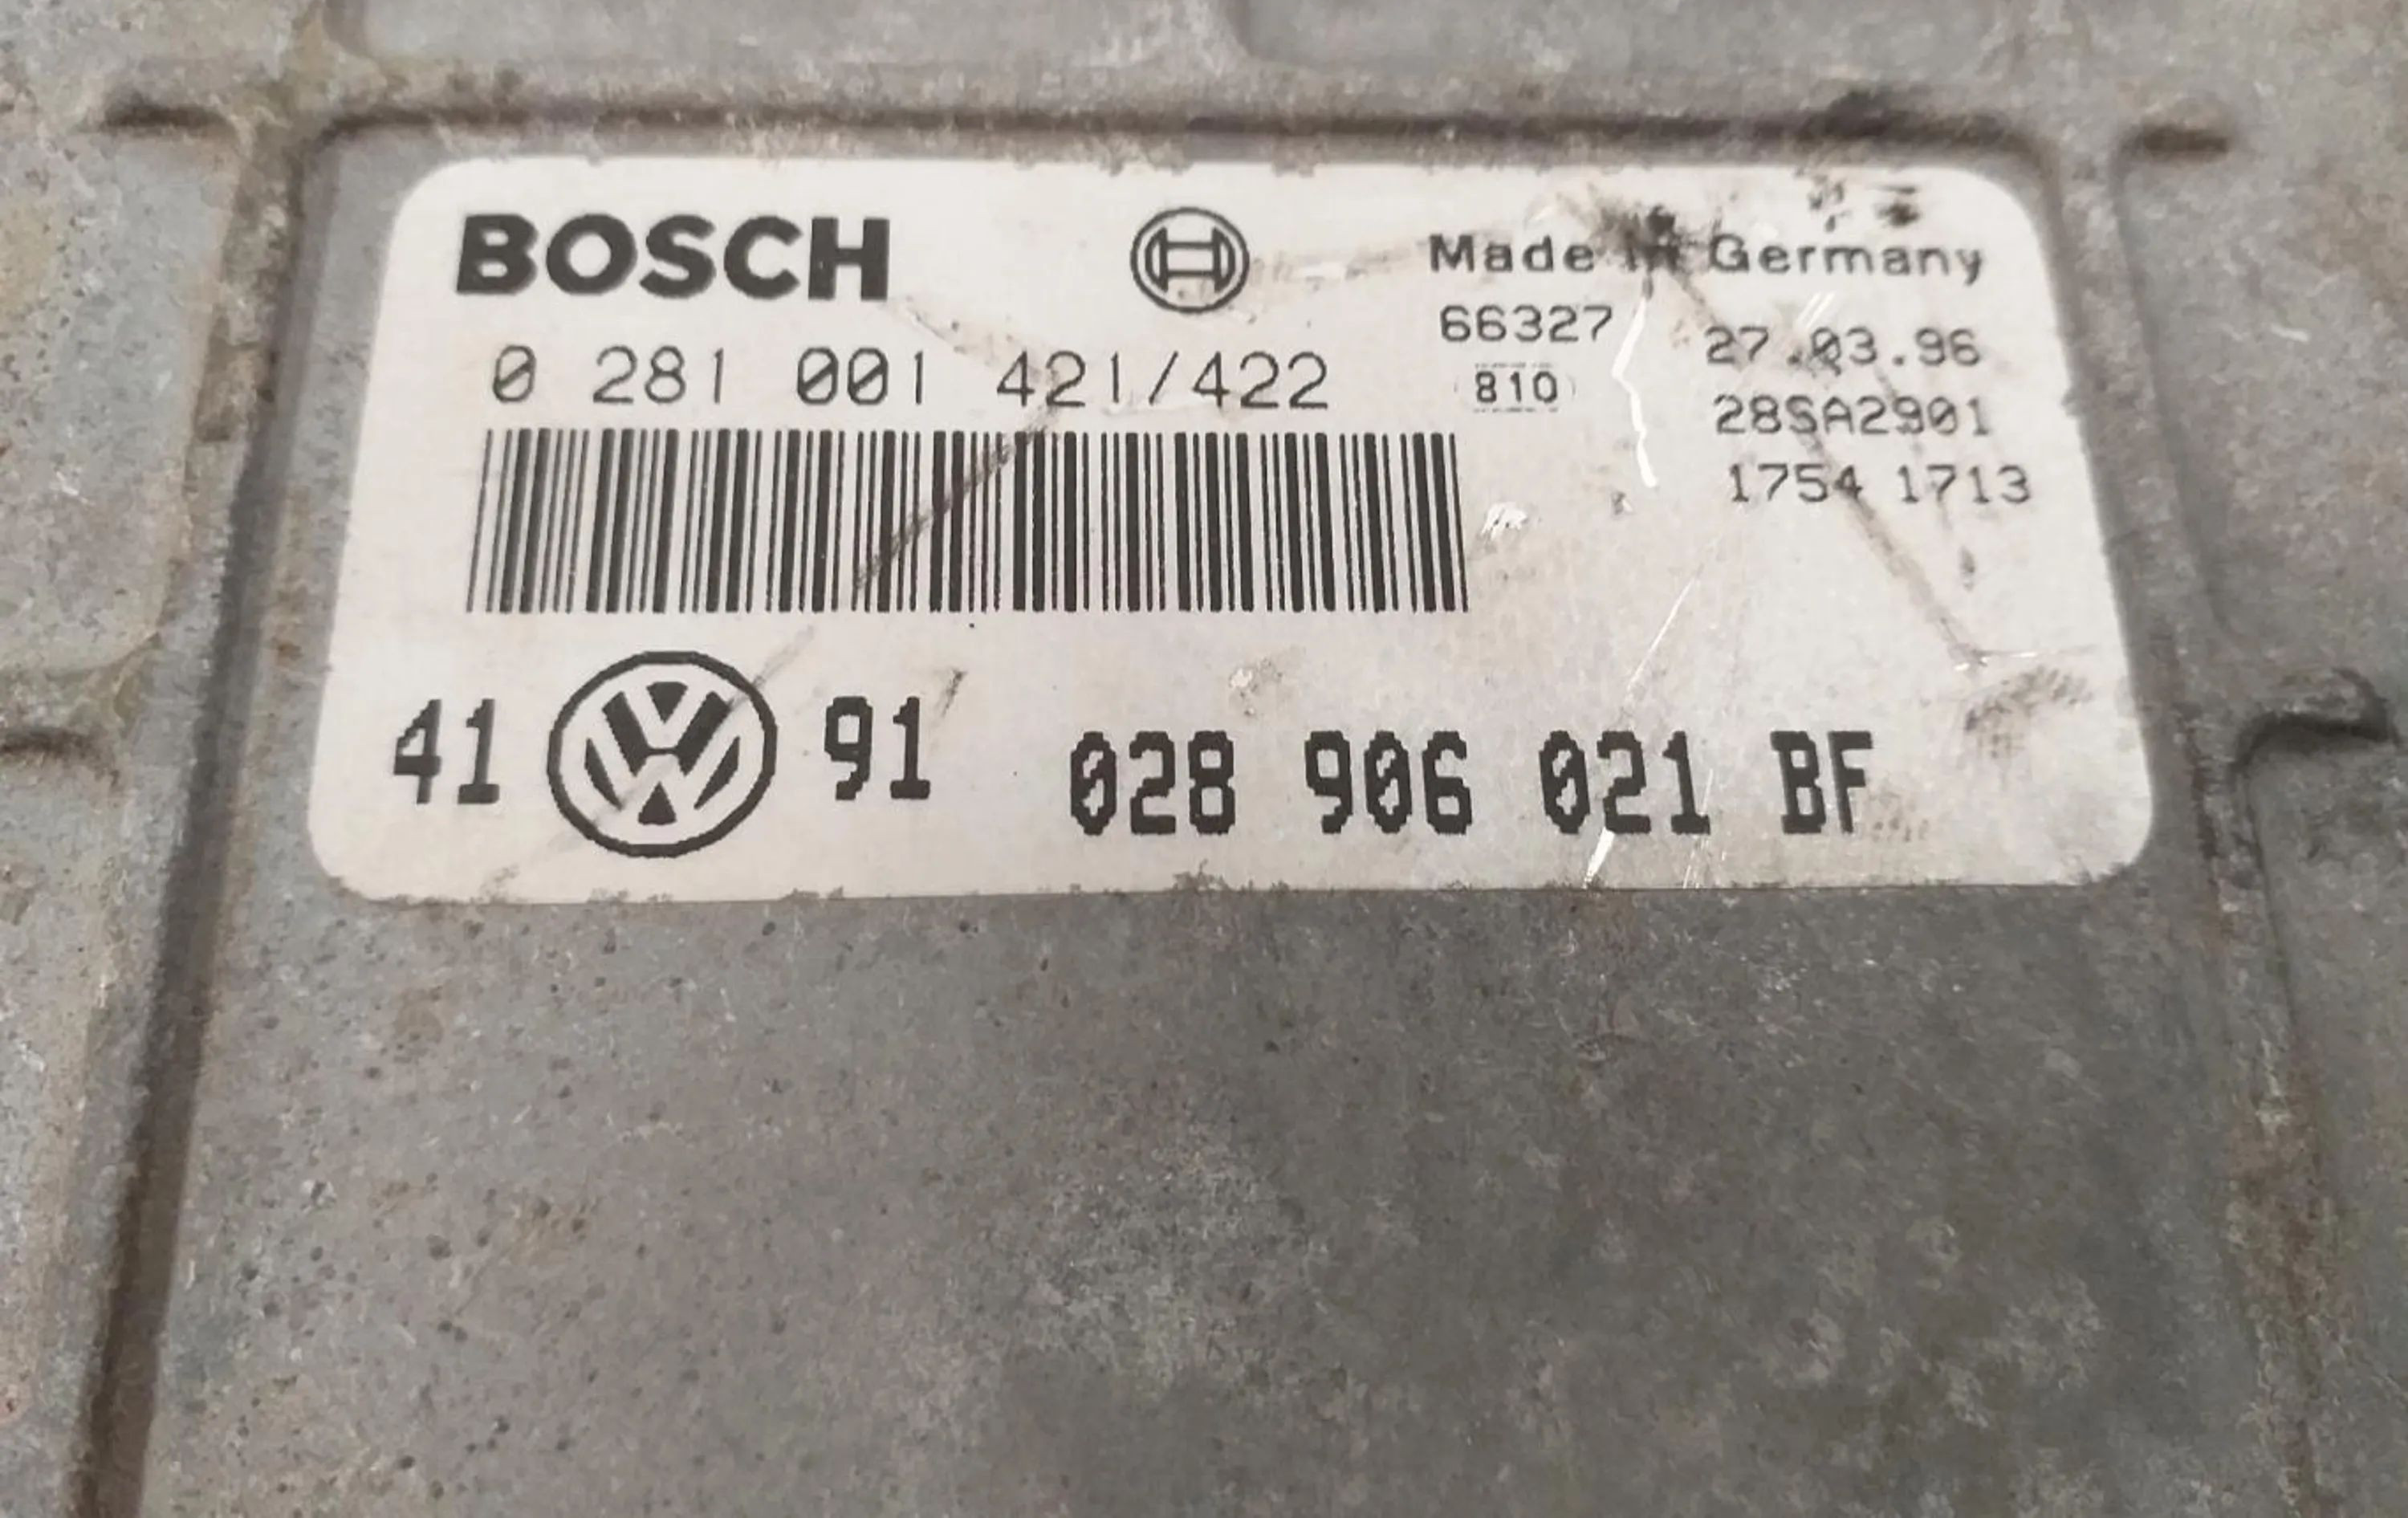 BOSCH
Made in Germany
0 281 001 421/422
66327
810
27.03.96
28SA2901
1754 1713
41 VW 91 028 906 021 BF